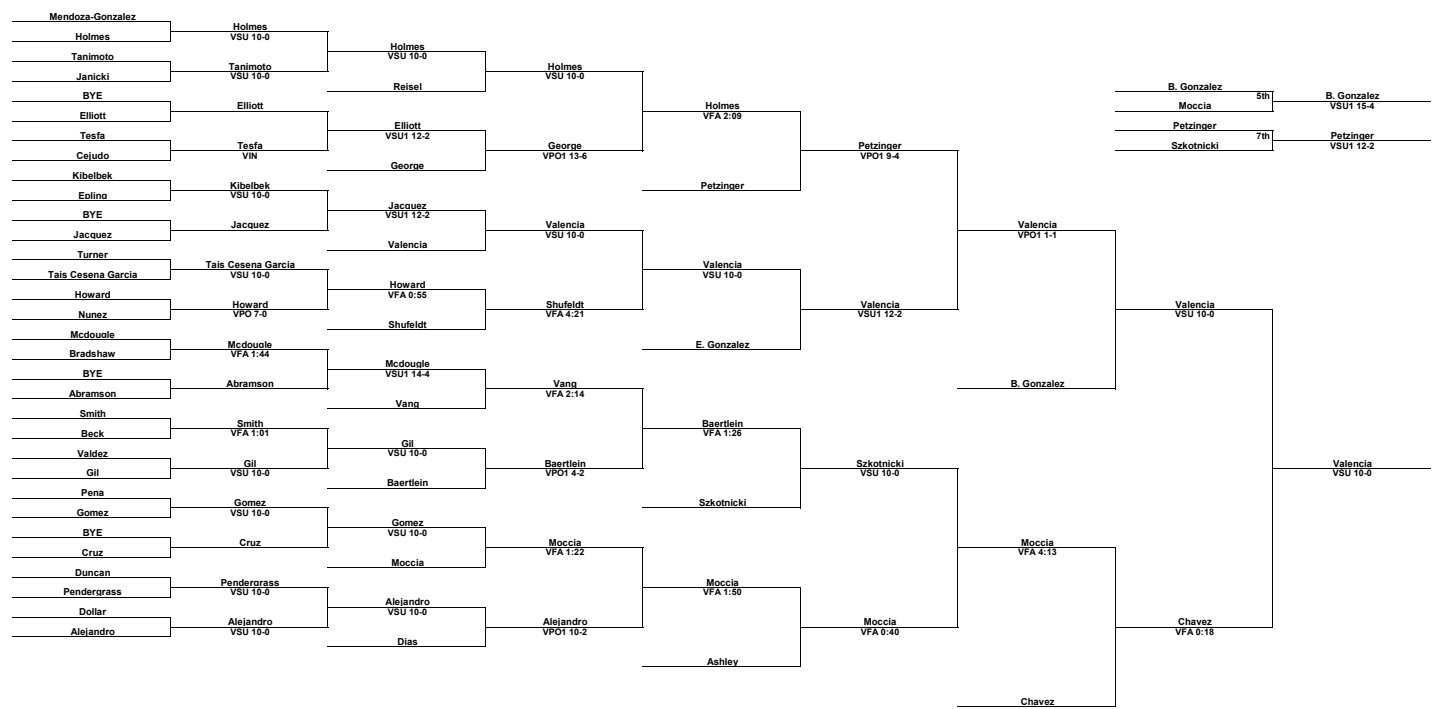 Mendoza-Gonzalez
Holmes
Tanimoto
Janicki
BYE
Elliott
Tesfa
Cejudo
Kibelbek
Epling
BYE
Jacquez
Turner
Tais Cesena Garcia
Howard
Nunez
Mcdougle
Bradshaw
BYE
Abramson
Smith
Beck
Valdez
Gil
Pena
Gomez
BYE
Cruz
Duncan
Pendergrass
Dollar
Alejandro
Holmes
VSU 10-0
Tanimoto
VSU 10-0
Elliott
Tesfa
VIN
Kibelbek
VSU 10-0
Jacquez
Tais Cesena Garcia
VSU 10-0
Howard
VPO 7-0
Mcdougle
VFA 1:44
Abramson
Smith
VFA 1:01
Gil
VSU 10-0
Gomez
VSU 10-0
Cruz
Pendergrass
VSU 10-0
Alejandro
VSU 10-0
Holmes
VSU 10-0
Reisel
Elliott
VSU1 12-2
George
Jacquez
VSU1 12-2
Valencia
Howard
VFA 0:55
Shufeldt
Mcdougle
VSU1 14-4
Vang
Gil
VSU 10-0
Baertlein
Gomez
VSU 10-0
Moccia
Alejandro
VSU 10-0
Dias
Holmes
VSU 10-0
George
VPO1 13-6
Valencia
VSU 10-0
Shufeldt
VFA 4:21
Vang
VFA 2:14
Baertlein
VPO1 4-2
Moccia
VFA 1:22
Alejandro
VPO1 10-2
Holmes
VFA 2:09
Petzinger
Valencia
VSU 10-0
E. Gonzalez
Baertlein
VFA 1:26
Szkotnicki
Moccia
VFA 1:50
Ashley
Petzinger
VPO1 9-4
Valencia
VSU1 12-2
Szkotnicki
VSU 10-0
Moccia
VFA 0:40
Valencia
VPO1 1-1
B. Gonzalez
Moccia
VFA 4:13
Chavez
Valencia
VSU 10-0
Chavez
VFA 0:18
Valencia
VSU 10-0
B. Gonzalez
5th
Moccia
B. Gonzalez
VSU1 15-4
Petzinger
7th
Szkotnicki
Petzinger
VSU1 12-2